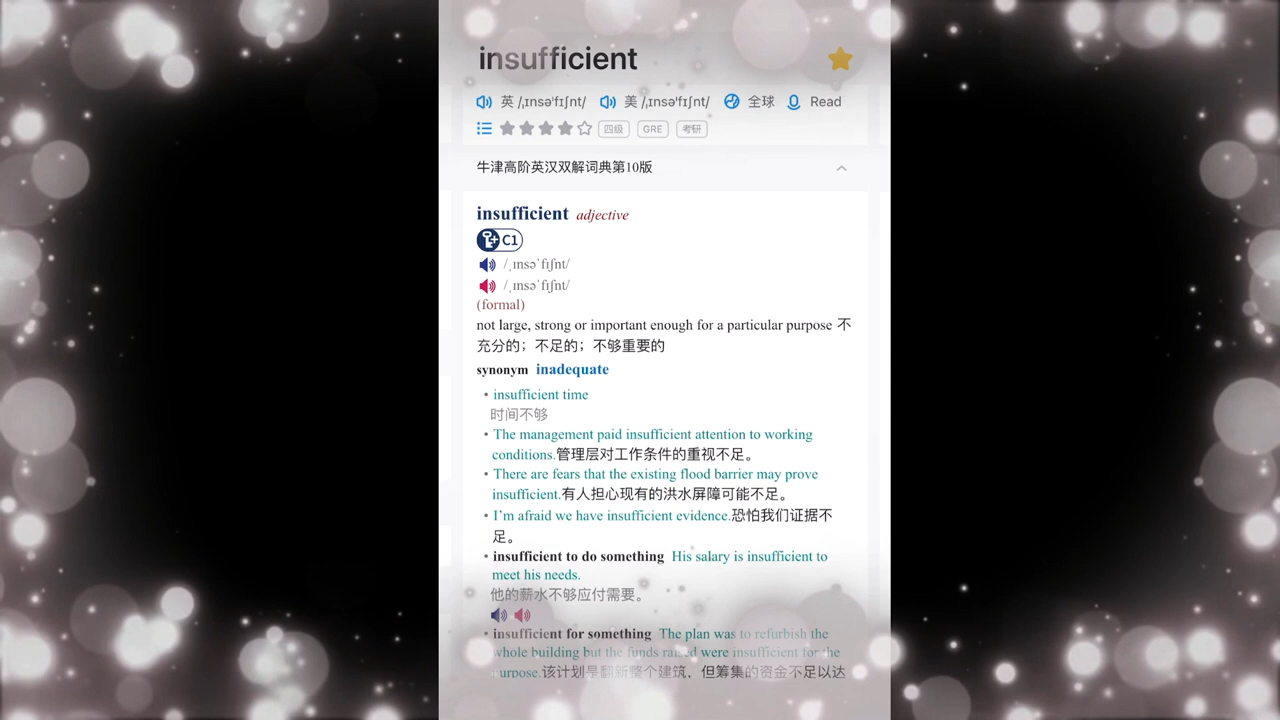 insufficient
英 /ˌɪnsəˈfɪʃnt/ 美 /ˌɪnsəˈfɪʃnt/ 全球 Read
四级 GRE 考研
牛津高阶英汉双解词典第10版
insufficient adjective
C1
/ˌɪnsəˈfɪʃnt/
/ˌɪnsəˈfɪʃnt/
(formal)
not large, strong or important enough for a particular purpose 不
充分的；不足的；不够重要的
synonym inadequate
• insufficient time
时间不够
• The management paid insufficient attention to working
conditions.管理层对工作条件的重视不足。
• There are fears that the existing flood barrier may prove
insufficient.有人担心现有的洪水屏障可能不足。
• I'm afraid we have insufficient evidence.恐怕我们证据不
足。
• insufficient to do something His salary is insufficient to
meet his needs.
他的薪水不够应付需要。
• insufficient for something The plan was to refurbish the
whole building but the funds raised were insufficient for the
purpose.该计划是翻新整个建筑，但筹集的资金不足以达